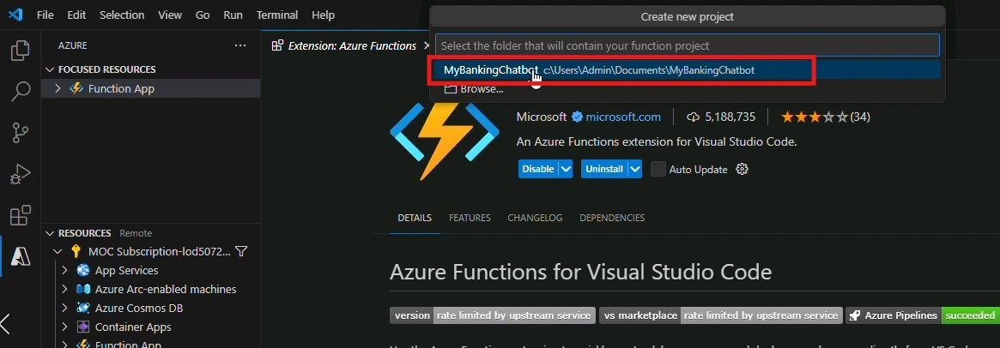 File Edit Selection View Go Run Terminal Help
Create new project
Select the folder that will contain your function project
MyBankingChatbot c:\Users\Admin\Documents\MyBankingChatbot
Browse...
AZURE ...
FOCUSED RESOURCES
Function App
RESOURCES Remote
MOC Subscription-lod5072...
App Services
Azure Arc-enabled machines
Azure Cosmos DB
Container Apps
Function App
Extension: Azure Functions
Microsoft microsoft.com 5,188,735 (34)
An Azure Functions extension for Visual Studio Code.
Disable Uninstall Auto Update
DETAILS FEATURES CHANGELOG DEPENDENCIES
Azure Functions for Visual Studio Code
version rate limited by upstream service vs marketplace rate limited by upstream service Azure Pipelines succeeded